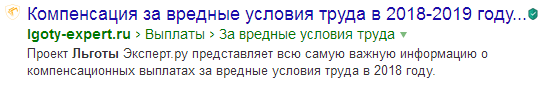 Компенсация за вредные условия труда в 2018-2019 году...
lgoty-expert.ru › Выплаты › За вредные условия труда
Проект Льготы Эксперт.ру представляет всю самую важную информацию о
компенсационных выплатах за вредные условия труда в 2018 году.